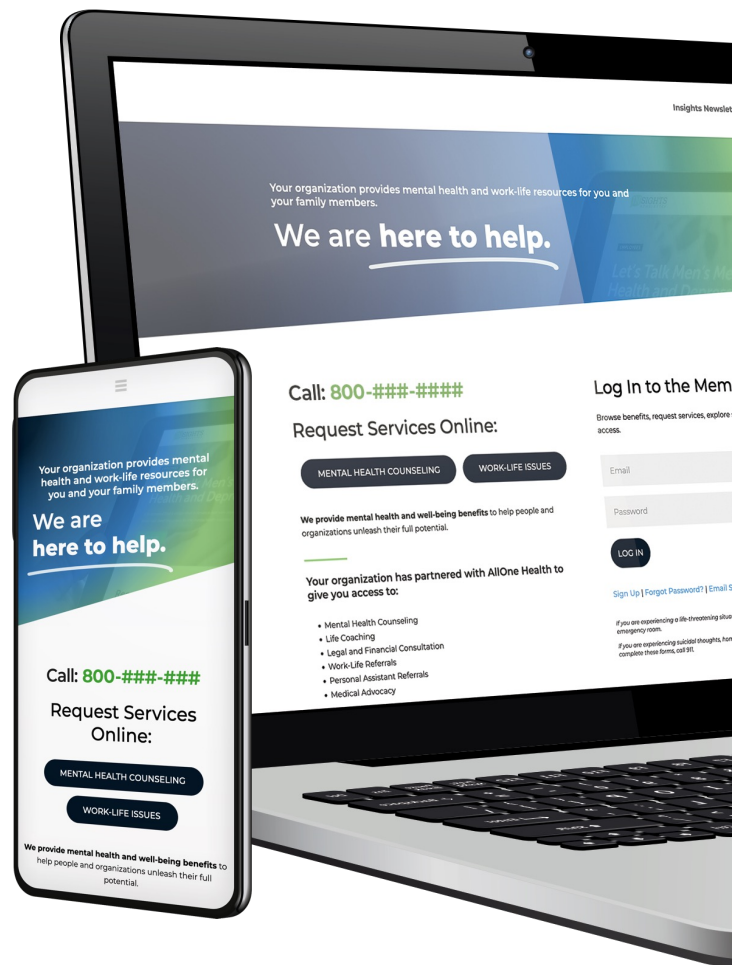 Insights Newslet
Your organization provides mental health and work-life resources for you and
your family members.
We are here to help.
Let's Talk Men's Me
Health and Depre
Call: 800-###-####
Request Services Online:
MENTAL HEALTH COUNSELING
WORK-LIFE ISSUES
We provide mental health and well-being benefits to help people and
organizations unleash their full potential.
Your organization has partnered with AllOne Health to
give you access to:
• Mental Health Counseling
• Life Coaching
• Legal and Financial Consultation
• Work-Life Referrals
• Personal Assistant Referrals
• Medical Advocacy
Log In to the Mem
Browse benefits, request services, explore
access.
Email
Password
LOG IN
Sign Up | Forgot Password? | Email S
If you are experiencing a life-threatening situa
emergency room.
If you are experiencing suicidal thoughts, hom
complete these forms, call 911.
Your organization provides mental
health and work-life resources for
you and your family members.
We are
here to help.
Call: 800-###-###
Request Services
Online:
MENTAL HEALTH COUNSELING
WORK-LIFE ISSUES
We provide mental health and well-being benefits to
help people and organizations unleash their full
potential.